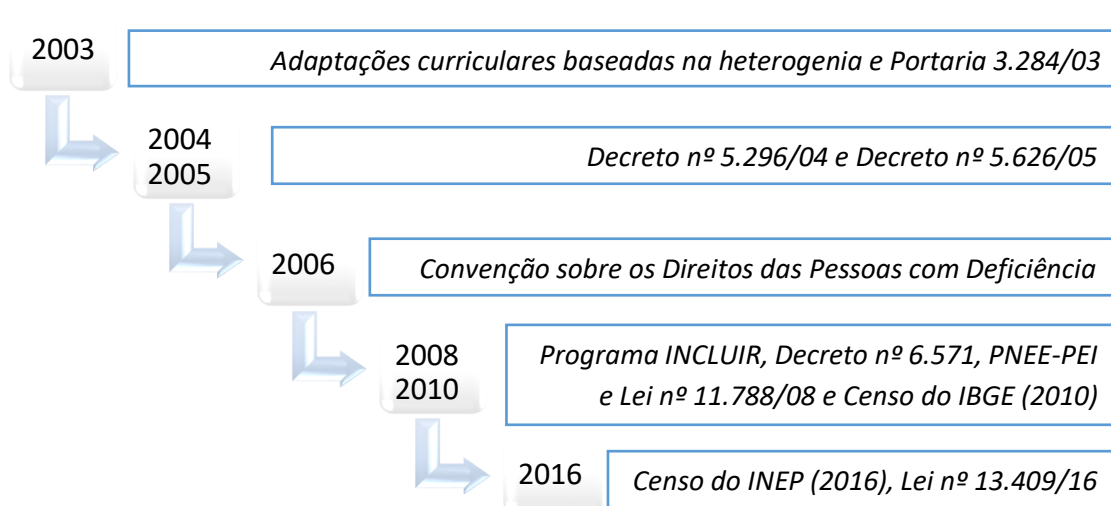 2003
Adaptações curriculares baseadas na heterogenia e Portaria 3.284/03
2004
2005
Decreto nº 5.296/04 e Decreto nº 5.626/05
2006
Convenção sobre os Direitos das Pessoas com Deficiência
2008
2010
Programa INCLUIR, Decreto nº 6.571, PNEE-PEI
e Lei nº 11.788/08 e Censo do IBGE (2010)
2016
Censo do INEP (2016), Lei nº 13.409/16